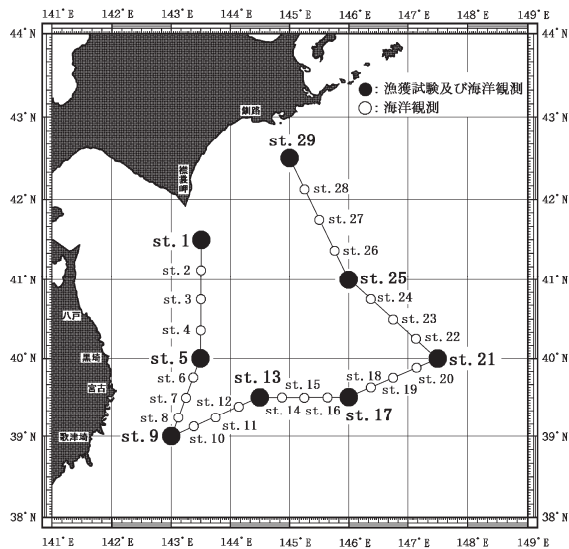 141°E 142°E 143°E 144°E 145°E 146°E 147°E 148°E 149°E
44°N 44°N
●: 漁獲試験及び海洋観測
○: 海洋観測
釧路
43°N 43°N
st.29
襟裳岬
st.28
42°N 42°N
st.27
st.1
st.26
st.2
41°N st.25 41°N
st.3 st.24
八戸 st.23
st.4 st.22
黒埼
40°N st.5 st.21 40°N
st.6 st.13 st.18 st.20
宮古 st.7 st.15 st.19
st.12 st.14 st.16 st.17
st.8 st.11
歌津埼
39°N st.9 st.10 39°N
38°N 38°N
141°E 142°E 143°E 144°E 145°E 146°E 147°E 148°E 149°E